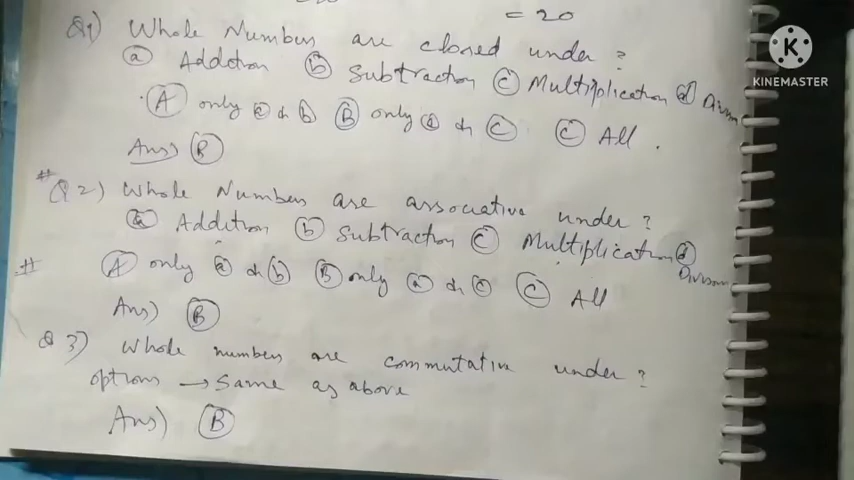 = 20
Q1) Whole Numbers are closed under ?
(a) Addition (b) Subtraction (c) Multiplication (d) Division
(A) only (a) & (b) (B) only (a) & (c) (C) All .
Ans) (B)
# Q2) Whole Numbers are associative under ?
(a) Addition (b) Subtraction (c) Multiplication (d) Division
# (A) only (a) & (b) (B) only (a) & (c) (C) All
Ans) (B)
Q 3) Whole numbers are commutative under ?
options → Same as above
Ans) (B)
K
KINEMASTER